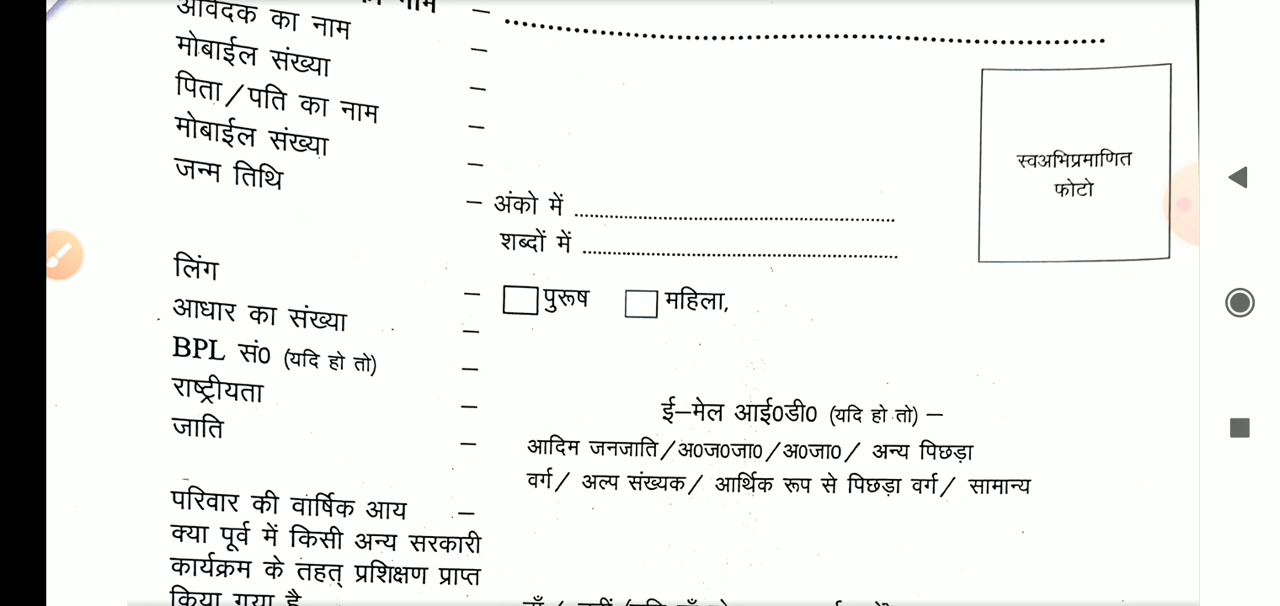 नाम –
आवेदक का नाम –
मोबाईल संख्या –
पिता/पति का नाम –
मोबाईल संख्या –
जन्म तिथि – अंको में
शब्दों में
स्वअभिप्रमाणित
फोटो
लिंग – पुरूष महिला,
आधार का संख्या –
BPL सं0 (यदि हो तो) –
राष्ट्रीयता – ई–मेल आई0डी0 (यदि हो तो) –
जाति – आदिम जनजाति/अ0ज0जा0/अ0जा0/ अन्य पिछड़ा
वर्ग/ अल्प संख्यक/ आर्थिक रूप से पिछड़ा वर्ग/ सामान्य
परिवार की वार्षिक आय –
क्या पूर्व में किसी अन्य सरकारी
कार्यक्रम के तहत् प्रशिक्षण प्राप्त
किया गया है